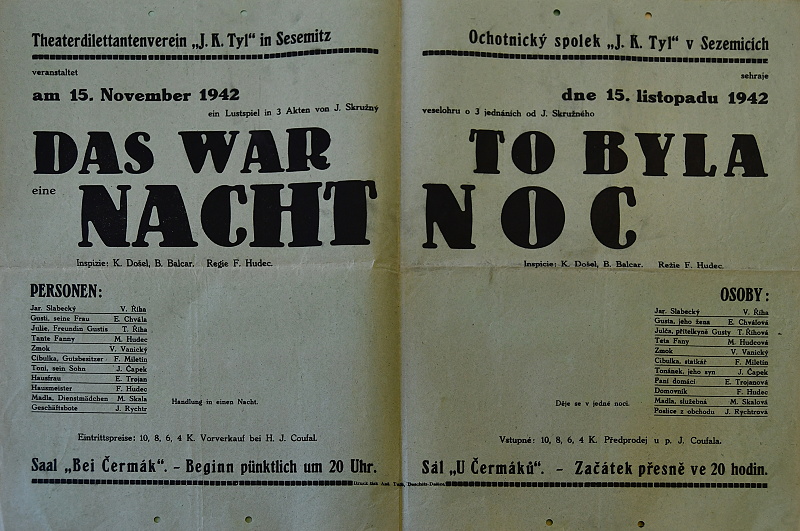 Theaterdilettantenverein „J. K. Tyl" in Sesemitz
veranstaltet
am 15. November 1942
ein Lustspiel in 3 Akten von J. Skružný
DAS WAR
eine NACHT
Inspizie: K. Došel, B. Balcar. Regie F. Hudec.
PERSONEN:
Jar. Slabecký V. Říha
Gusti, seine Frau E. Chvála
Julie, Freundin Gustis T. Říha
Tante Fanny M. Hudec
Zmok V. Vanický
Cibulka, Gutsbesitzer F. Miletín
Toni, sein Sohn J. Čapek
Hausfrau E. Trojan
Hausmeister F. Hudec
Madla, Dienstmädchen M. Skala
Geschäftsbote J. Rychtr
Handlung in einen Nacht.
Eintrittspreise: 10, 8, 6, 4 K. Vorverkauf bei H. J. Coufal.
Saal „Bei Čermák". - Beginn pünktlich um 20 Uhr.
Ochotnický spolek „J. K. Tyl" v Sezemicích
sehraje
dne 15. listopadu 1942
veselohru o 3 jednáních od J. Skružného
TO BYLA
NOC
Inspicie: K. Došel, B. Balcar. Režie F. Hudec.
OSOBY:
Jar. Slabecký V. Říha
Gusta, jeho žena E. Chválová
Julča, přítelkyně Gusty T. Říhová
Teta Fany M. Hudcová
Zmok V. Vanický
Cibulka, statkář F. Miletín
Tonánek, jeho syn J. Čapek
Paní domácí E. Trojanová
Domovník F. Hudec
Madla, služebná M. Skalová
Poslice z obchodu J. Rychtrová
Děje se v jedné noci.
Vstupné: 10, 8, 6, 4 K. Předprodej u p. J. Coufala.
Sál „U Čermáků". - Začátek přesně ve 20 hodin.